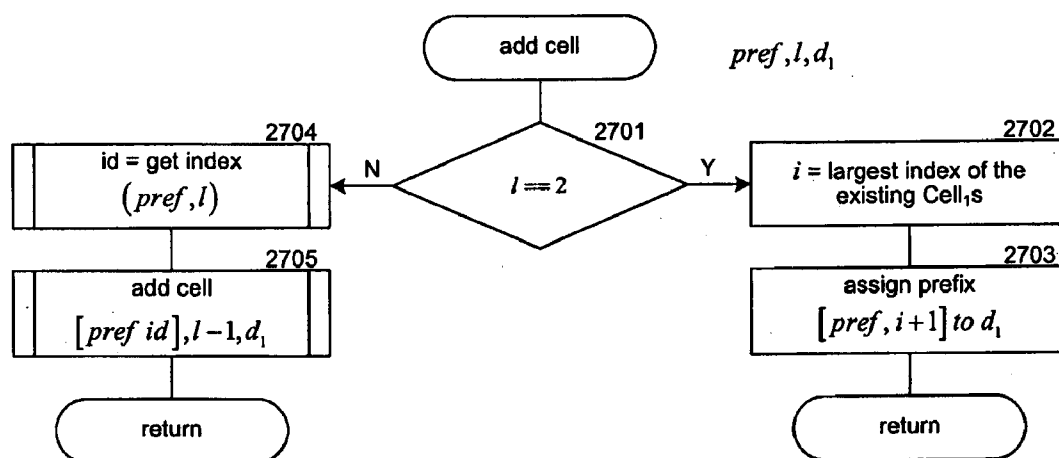 add cell
pref, l, d₁
2701
l == 2
N
Y
2704
id = get index
(pref, l)
2705
add cell
[pref id], l−1, d₁
return
2702
i = largest index of the
existing Cell₁s
2703
assign prefix
[pref, i+1] to d₁
return